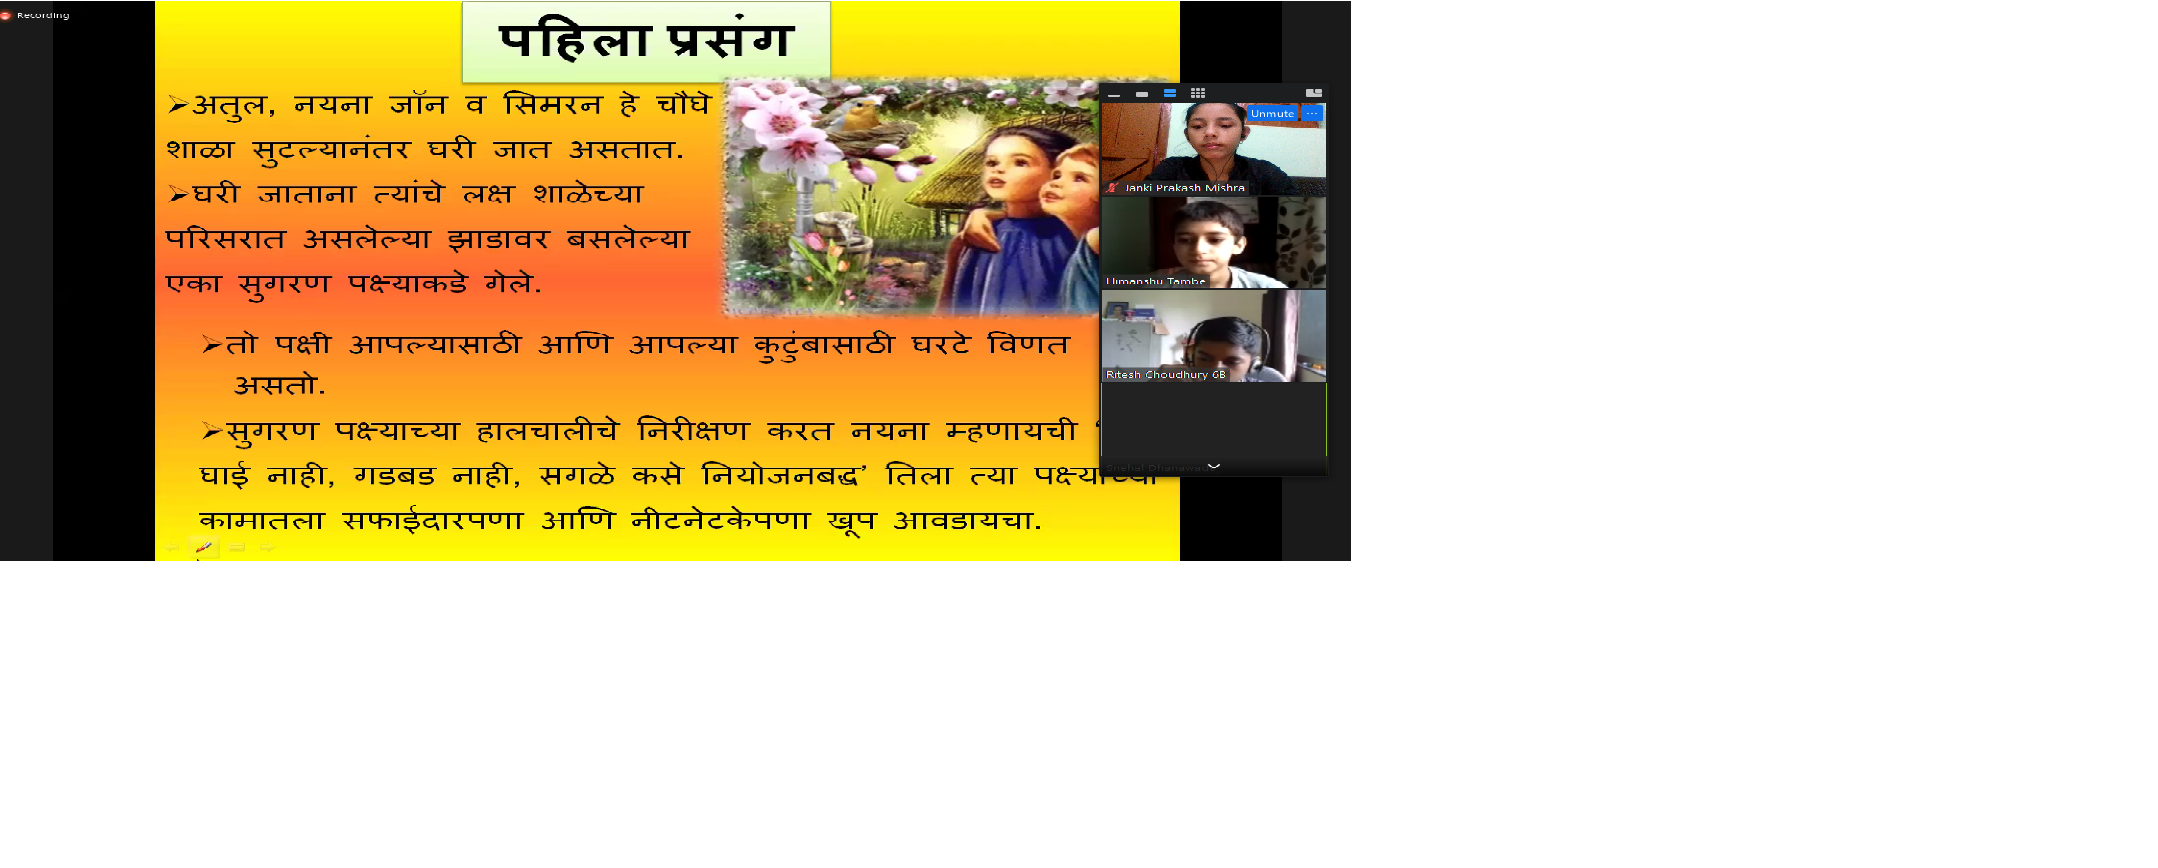 Recording
पहिला प्रसंग
➢अतुल, नयना जॉन व सिमरन हे चौघे
शाळा सुटल्यानंतर घरी जात असतात.
➢घरी जाताना त्यांचे लक्ष शाळेच्या
परिसरात असलेल्या झाडावर बसलेल्या
एका सुगरण पक्ष्याकडे गेले.
➢तो पक्षी आपल्यासाठी आणि आपल्या कुटुंबासाठी घरटे विणत
असतो.
➢सुगरण पक्ष्याच्या हालचालीचे निरीक्षण करत नयना म्हणायची ‘
घाई नाही, गडबड नाही, सगळे कसे नियोजनबद्ध’ तिला त्या पक्ष्याच्या
कामातला सफाईदारपणा आणि नीटनेटकेपणा खूप आवडायचा.
Unmute ...
Janki Prakash Mishra
Himanshu Tambe
Ritesh Choudhury 6B
Snehal Dhanawade